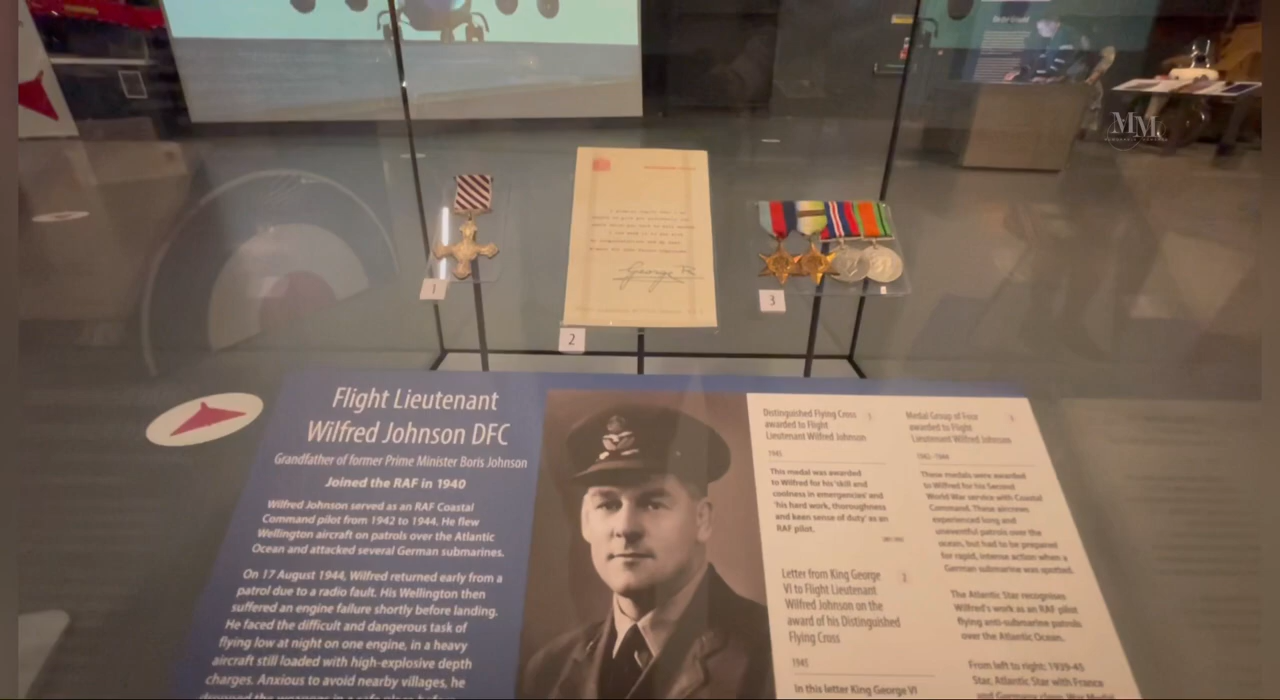 MM
George R
1
2
3
Flight Lieutenant
Wilfred Johnson DFC
Grandfather of former Prime Minister Boris Johnson
Joined the RAF in 1940
Wilfred Johnson served as an RAF Coastal
Command pilot from 1942 to 1944. He flew
Wellington aircraft on patrols over the Atlantic
Ocean and attacked several German submarines.
On 17 August 1944, Wilfred returned early from a
patrol due to a radio fault. His Wellington then
suffered an engine failure shortly before landing.
He faced the difficult and dangerous task of
flying low at night on one engine, in a heavy
aircraft still loaded with high-explosive depth
charges. Anxious to avoid nearby villages, he
Distinguished Flying Cross 1
awarded to Flight
Lieutenant Wilfred Johnson
1945
This medal was awarded
to Wilfred for his 'skill and
coolness in emergencies' and
'his hard work, thoroughness
and keen sense of duty' as an
RAF pilot.
Letter from King George 2
VI to Flight Lieutenant
Wilfred Johnson on the
award of his Distinguished
Flying Cross
1945
In this letter King George VI
Medal Group of Four 3
awarded to Flight
Lieutenant Wilfred Johnson
These medals were awarded
to Wilfred for his Second
World War service with Coastal
Command. These aircrews
experienced long and
uneventful patrols over the
ocean, but had to be prepared
for rapid, intense action when a
German submarine was spotted.
The Atlantic Star recognises
Wilfred's work as an RAF pilot
flying anti-submarine patrols
over the Atlantic Ocean.
From left to right: 1939-45
Star, Atlantic Star with France
and Germany clasp, War Medal